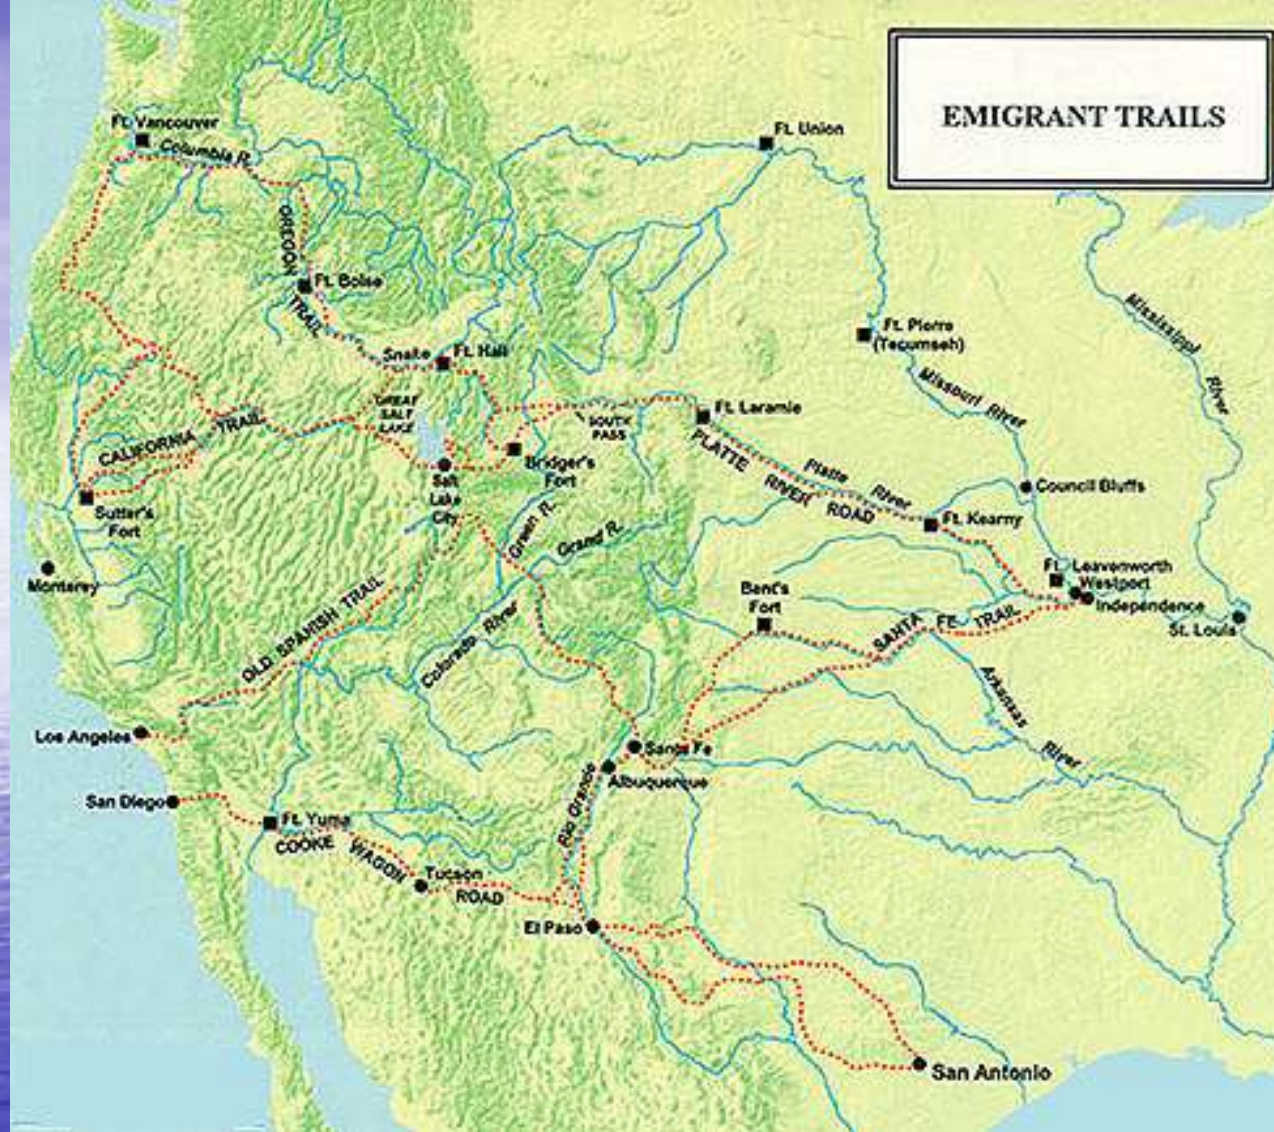 EMIGRANT TRAILS
Ft. Vancouver
Columbia R.
Ft. Union
OREGON
TRAIL
Ft. Boise
Ft. Pierre
(Tecumseh)
Mississippi
River
Snake
Ft. Hall
Missouri River
GREAT
SALT
LAKE
SOUTH
PASS
Ft. Laramie
CALIFORNIA TRAIL
PLATTE RIVER ROAD
Platte River
Bridger's
Fort
Salt
Lake
City
Council Bluffs
Sutter's
Fort
Green R.
Grand R.
Ft. Kearny
Monterey
Ft. Leavenworth
Westport
Independence
Bent's
Fort
OLD SPANISH TRAIL
Colorado River
SANTA FE TRAIL
St. Louis
Arkansas
River
Los Angeles
Santa Fe
Albuquerque
San Diego
Rio Grande
Ft. Yuma
COOKE WAGON ROAD
Tucson
El Paso
San Antonio